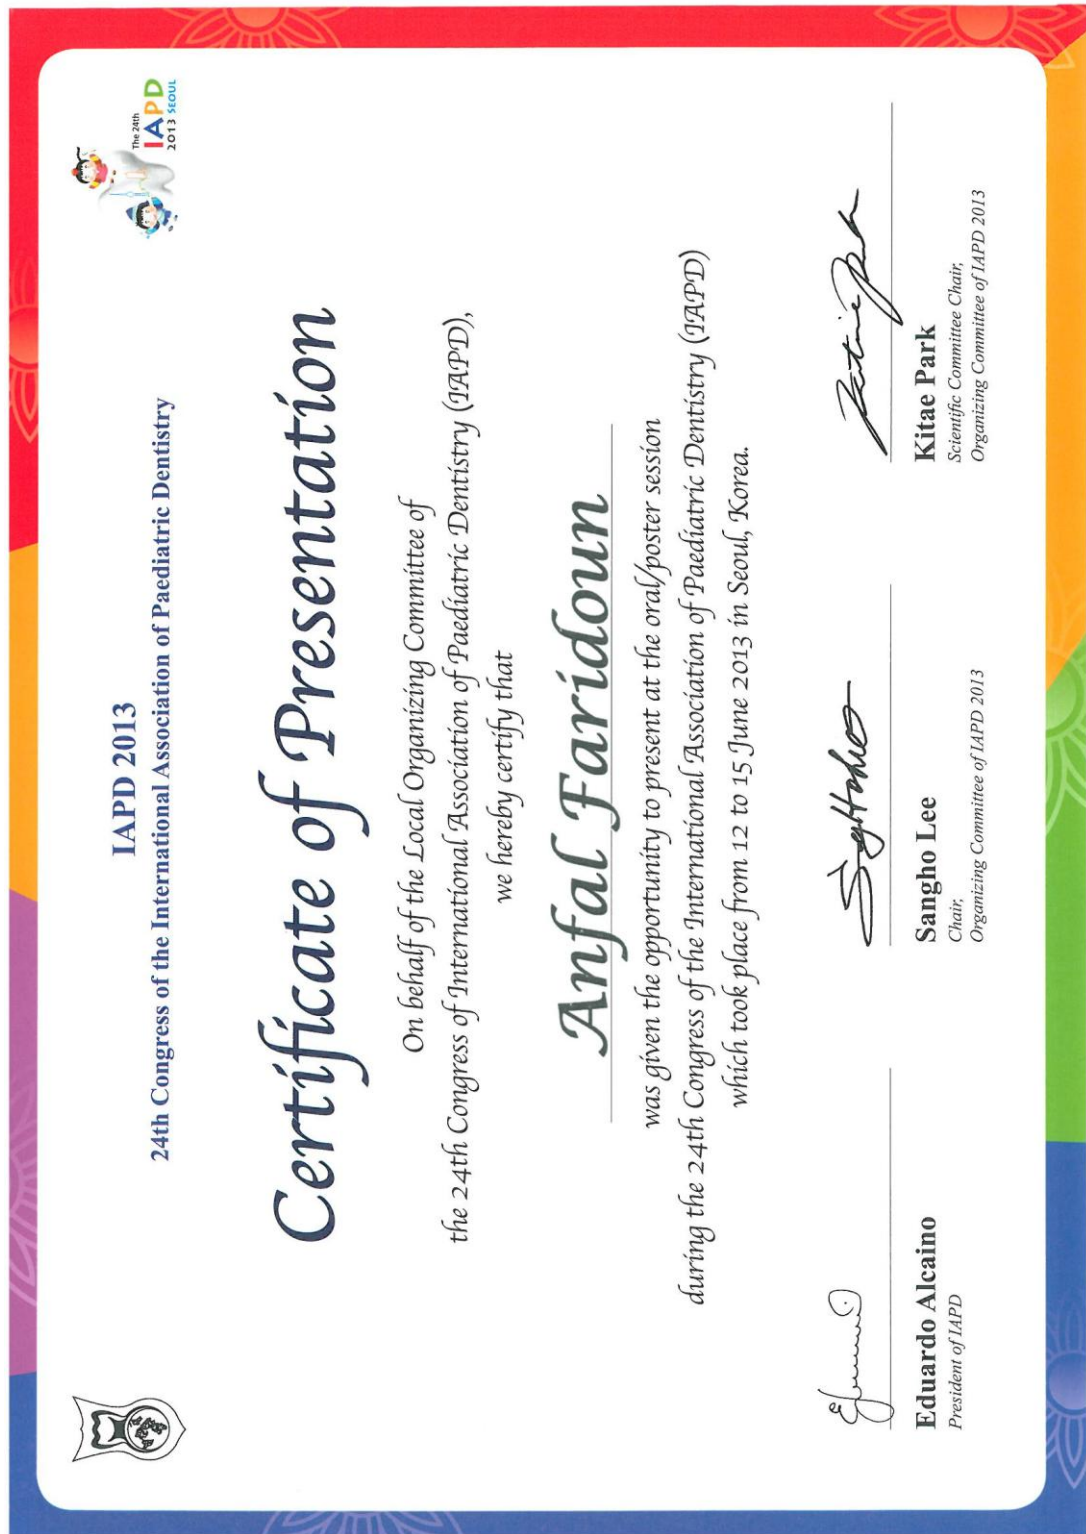 The 24th
IAPD
2013 SEOUL
IAPD 2013
24th Congress of the International Association of Paediatric Dentistry
Certificate of Presentation
On behalf of the Local Organizing Committee of
the 24th Congress of International Association of Paediatric Dentistry (IAPD),
we hereby certify that
Anfal Faridoun
was given the opportunity to present at the oral/poster session
during the 24th Congress of the International Association of Paediatric Dentistry (IAPD)
which took place from 12 to 15 June 2013 in Seoul, Korea.
Eduardo Alcaino
President of IAPD
Sangho Lee
Chair,
Organizing Committee of IAPD 2013
Kitae Park
Scientific Committee Chair,
Organizing Committee of IAPD 2013